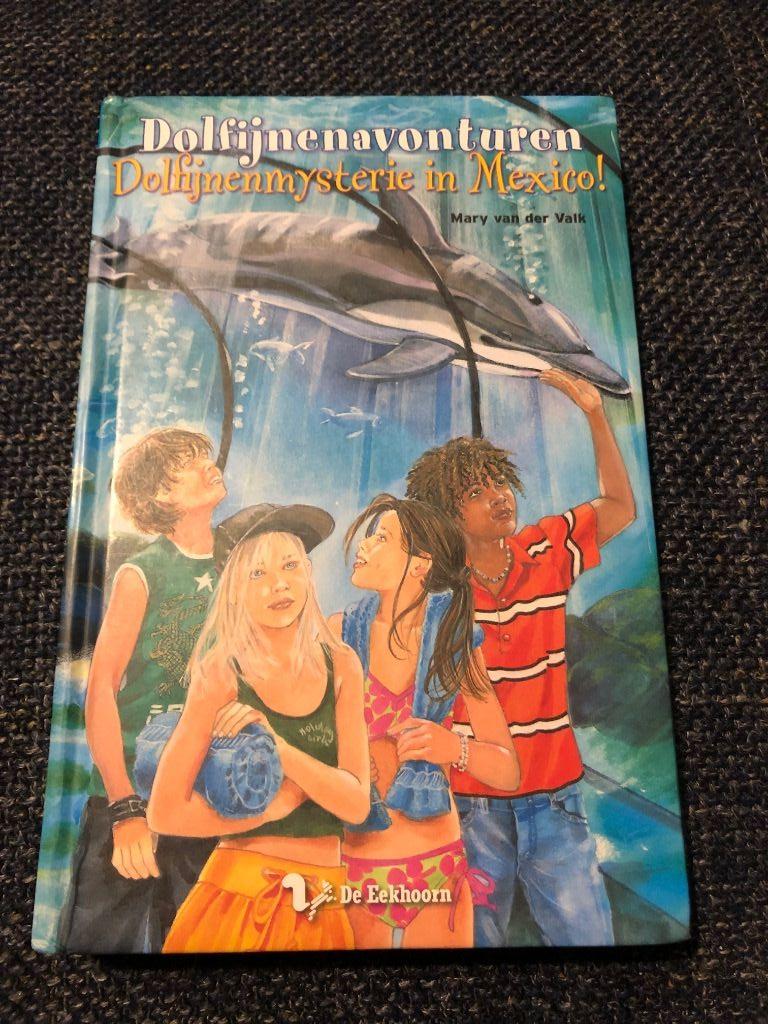 Dolfijnenavonturen
Dolfijnenmysterie in Mexico!
Mary van der Valk
De Eekhoorn